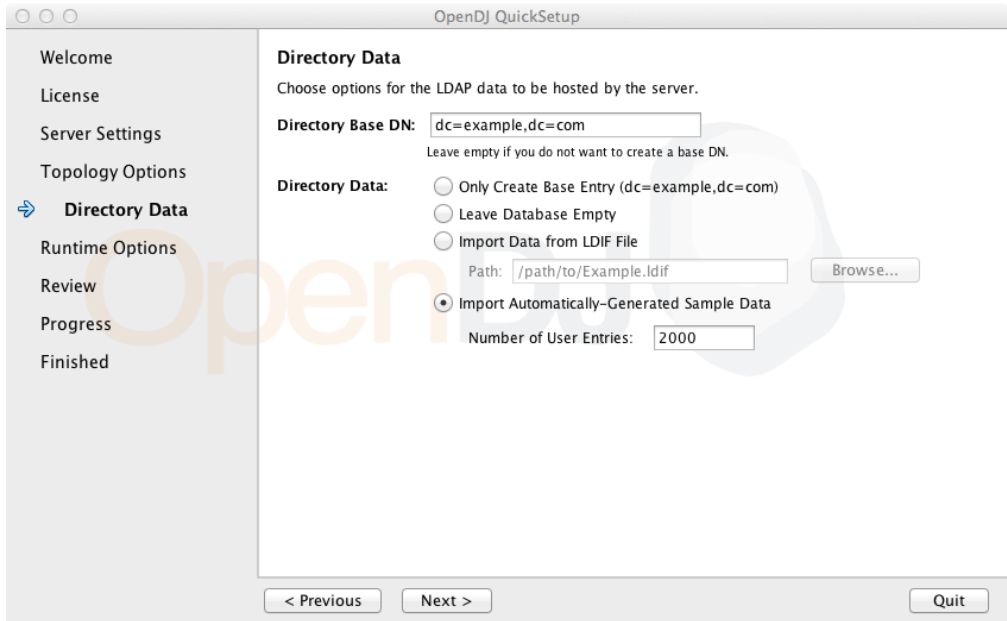 OpenDJ QuickSetup
Welcome
License
Server Settings
Topology Options
Directory Data
Runtime Options
Review
Progress
Finished
Directory Data
Choose options for the LDAP data to be hosted by the server.
Directory Base DN: dc=example,dc=com
Leave empty if you do not want to create a base DN.
Directory Data: Only Create Base Entry (dc=example,dc=com)
Leave Database Empty
Import Data from LDIF File
Path: /path/to/Example.ldif Browse...
Import Automatically-Generated Sample Data
Number of User Entries: 2000
OpenDJ
< Previous Next > Quit